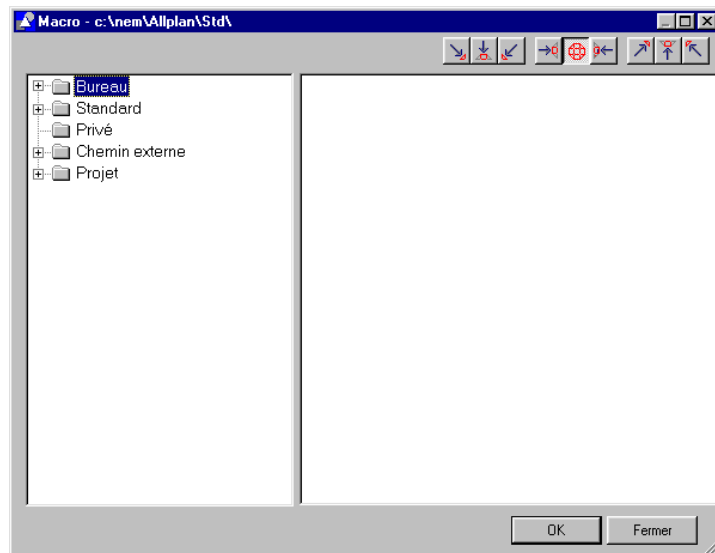 Macro - c:\nem\Allplan\Std\
Bureau
Standard
Privé
Chemin externe
Projet
OK
Fermer